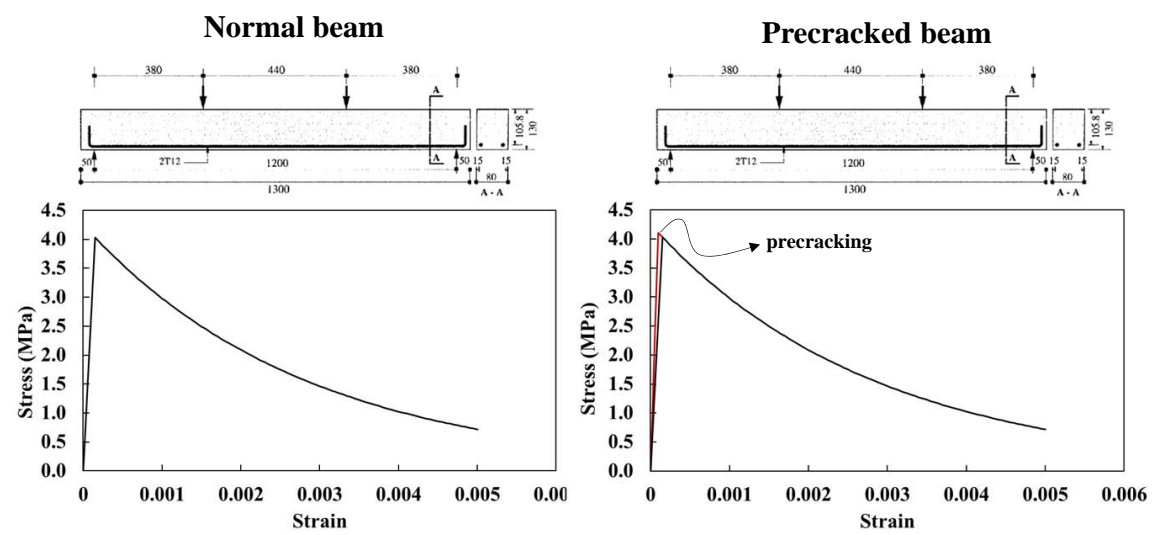 Normal beam
380 440 380
A
2T12
A
50 1200 50 15 15
1300
80
A - A
105.8
130
4.5
4.0
3.5
3.0
2.5
2.0
1.5
1.0
0.5
0.0
Stress (MPa)
0 0.001 0.002 0.003 0.004 0.005 0.00
Strain
Precracked beam
380 440 380
A
2T12
A
50 1200 50 15 15
1300
80
A - A
105.8
130
precracking
4.5
4.0
3.5
3.0
2.5
2.0
1.5
1.0
0.5
0.0
Stress (MPa)
0 0.001 0.002 0.003 0.004 0.005 0.006
Strain